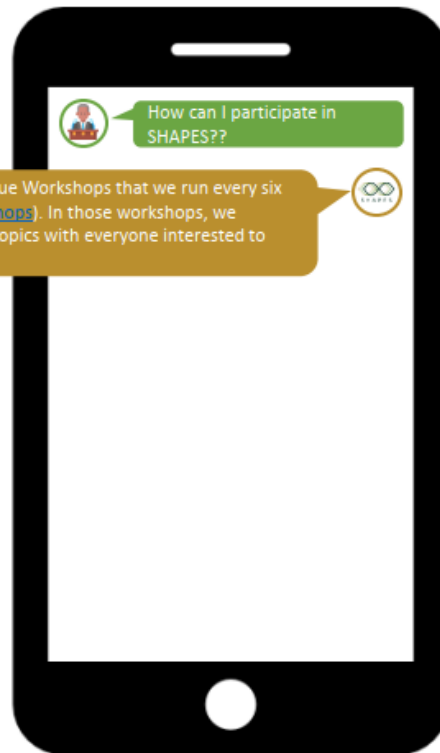 How can I participate in
SHAPES??
ue Workshops that we run every six
hops). In those workshops, we
opics with everyone interested to
SHAPES